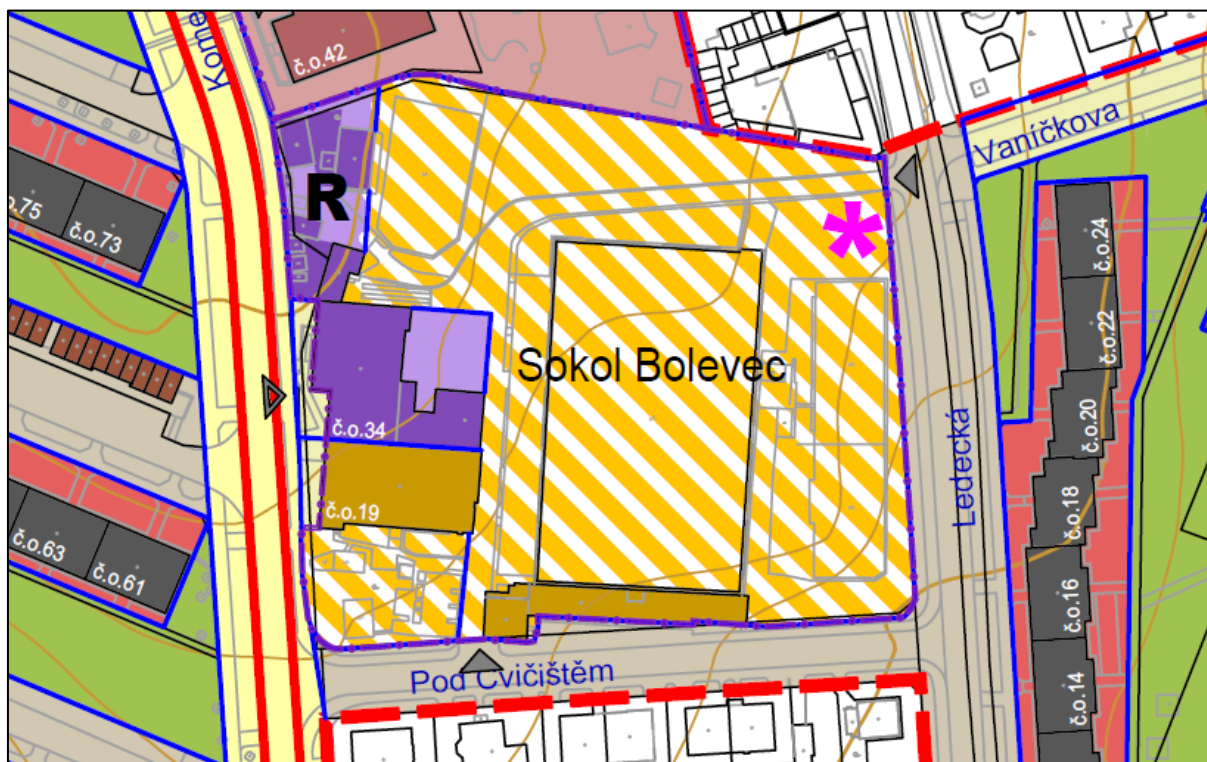 Kome
č.o.42
Vaníčkova
R
*
75
č.o.73
č.o.24
č.o.22
Sokol Bolevec
č.o.20
č.o.34
Ledecká
č.o.19
č.o.18
č.o.63
č.o.61
č.o.16
Pod Cvičištěm
č.o.14